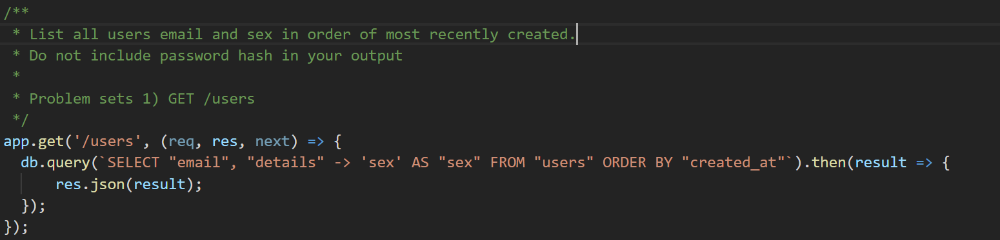 /**
 * List all users email and sex in order of most recently created.
 * Do not include password hash in your output
 *
 * Problem sets 1) GET /users
 */
app.get('/users', (req, res, next) => {
  db.query(`SELECT "email", "details" -> 'sex' AS "sex" FROM "users" ORDER BY "created_at"`).then(result => {
      res.json(result);
  });
});